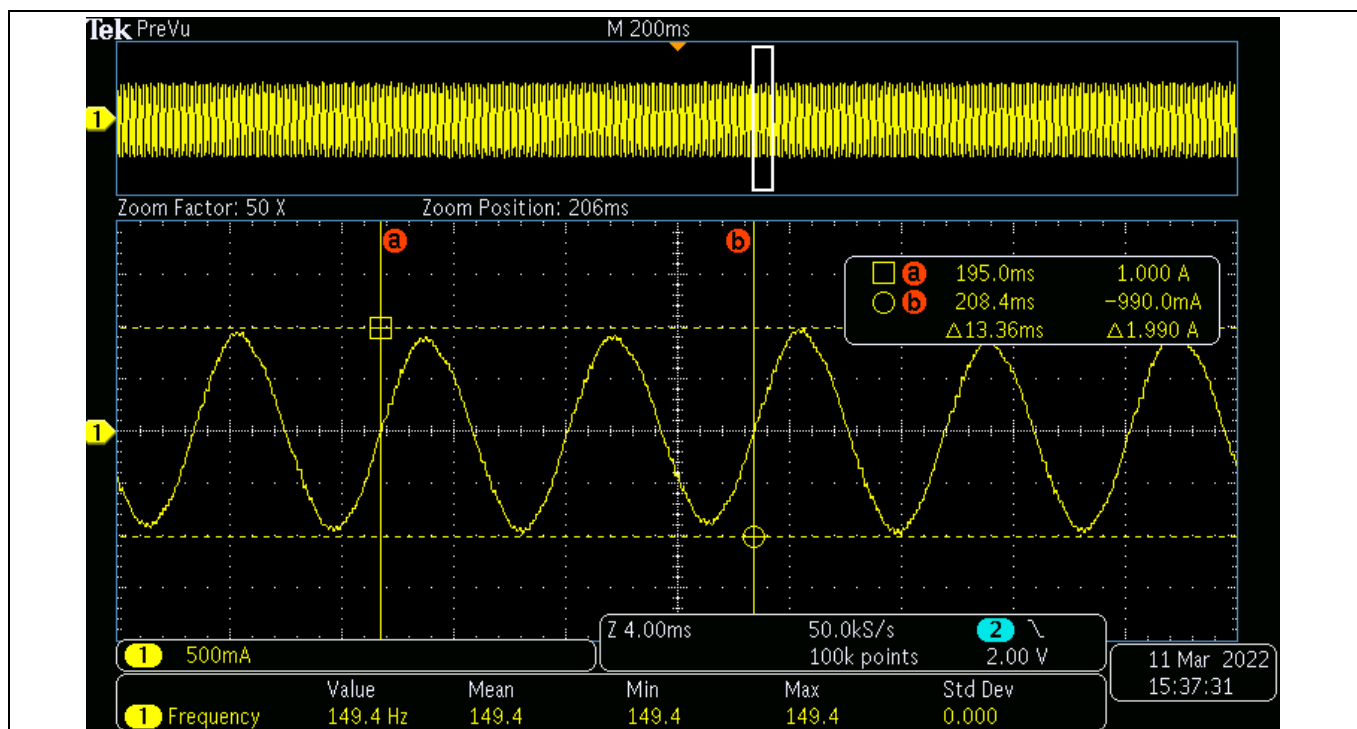 Tek PreVu M 200ms
1
Zoom Factor: 50 X Zoom Position: 206ms
a b
a 195.0ms 1.000 A
b 208.4ms −990.0mA
△13.36ms △1.990 A
1
Z 4.00ms 50.0kS/s 2 \
1 500mA 100k points 2.00 V
11 Mar 2022
15:37:31
Value Mean Min Max Std Dev
1 Frequency 149.4 Hz 149.4 149.4 149.4 0.000